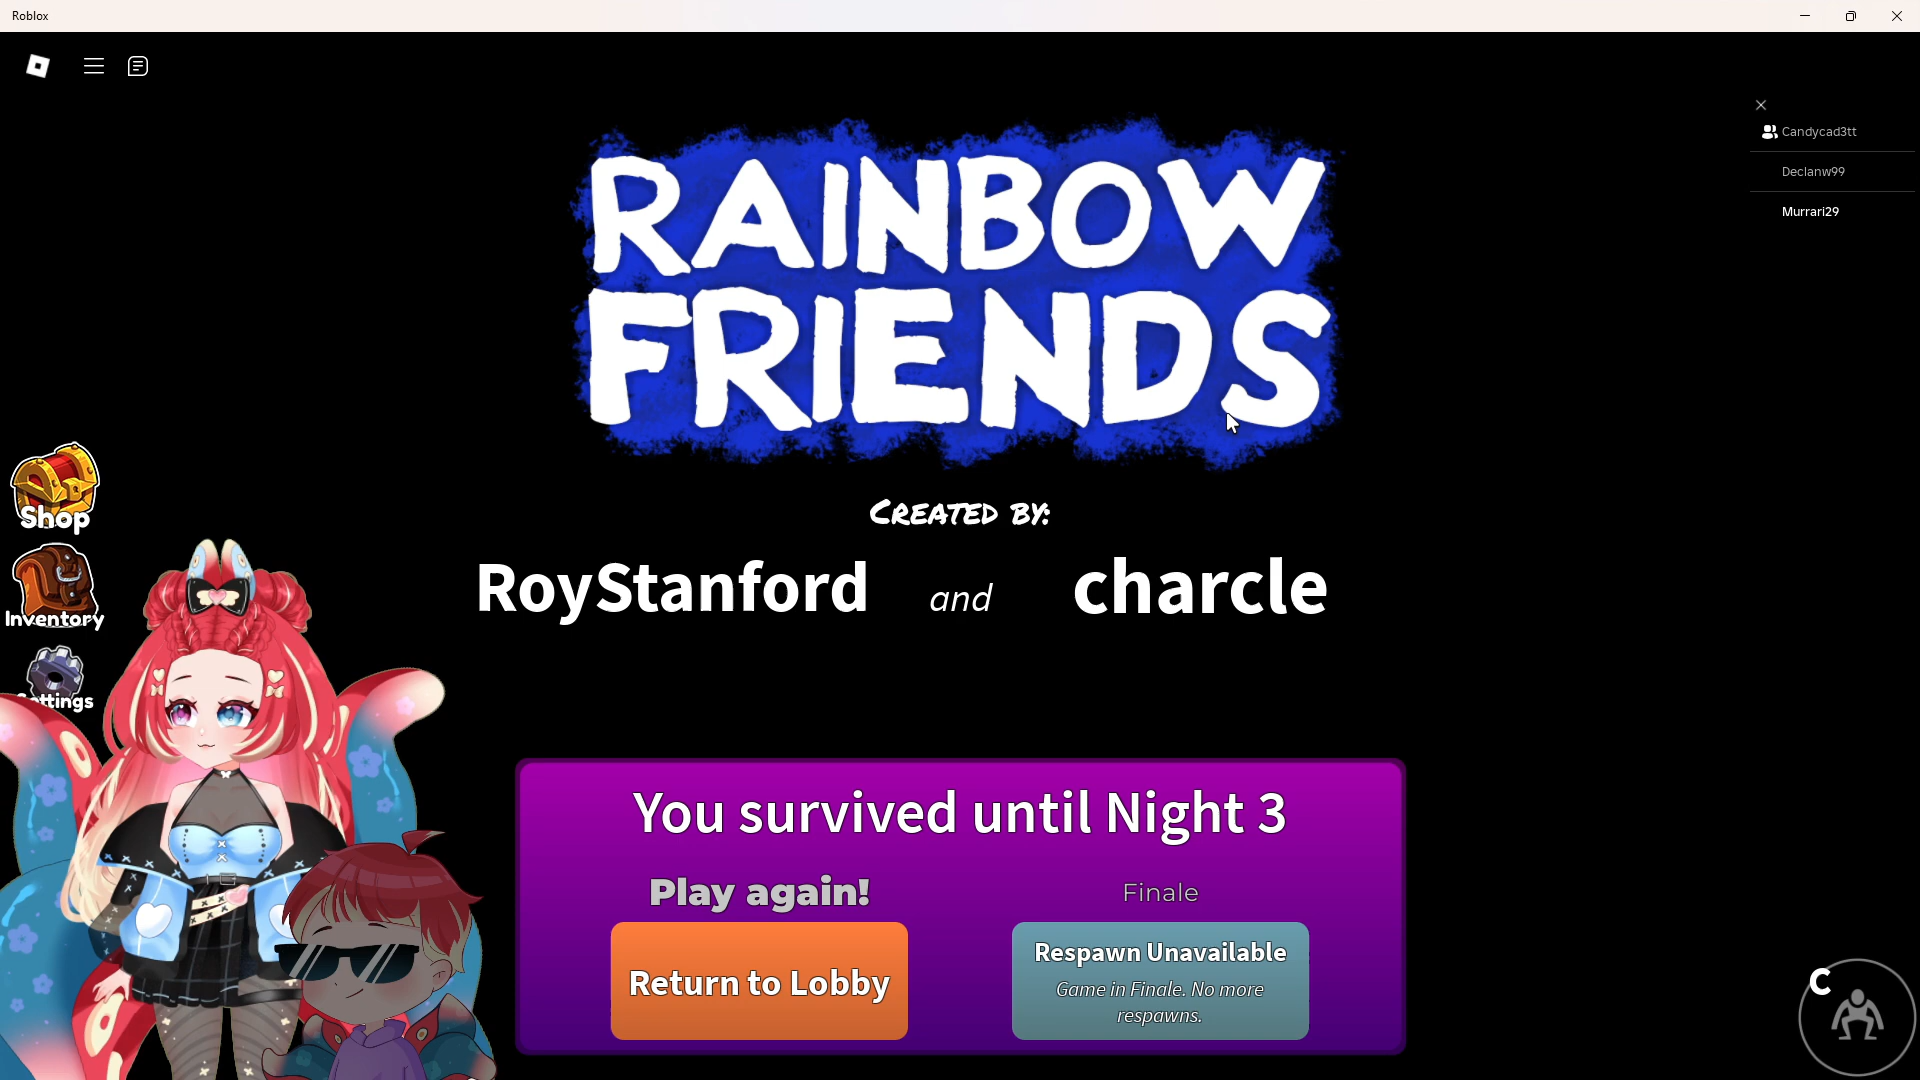 Roblox
Candycad3tt
Declanw99
Murrari29
RAINBOW
FRIENDS
Shop
Inventory
Settings
Created by:
RoyStanford and charcle
You survived until Night 3
Play again!
Finale
Return to Lobby
Respawn Unavailable
Game in Finale. No more
respawns.
C